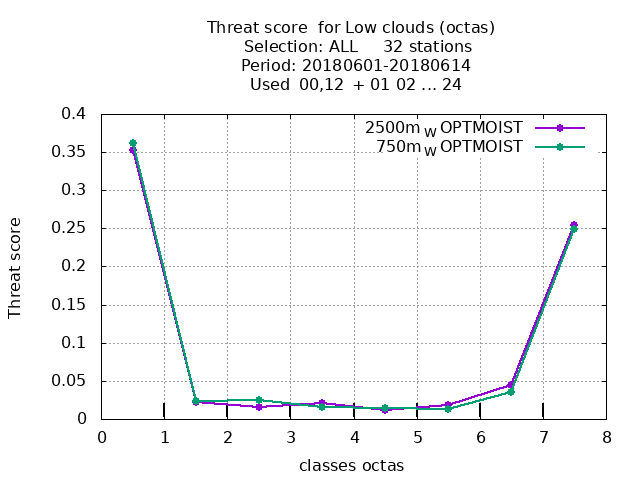 Threat score  for Low clouds (octas)
Selection: ALL     32 stations
Period: 20180601-20180614
Used  00,12  + 01 02 ... 24
2500m W OPTMOIST
750m W OPTMOIST
0.4
0.35
0.3
0.25
0.2
0.15
0.1
0.05
0
Threat score
0 1 2 3 4 5 6 7 8
classes octas